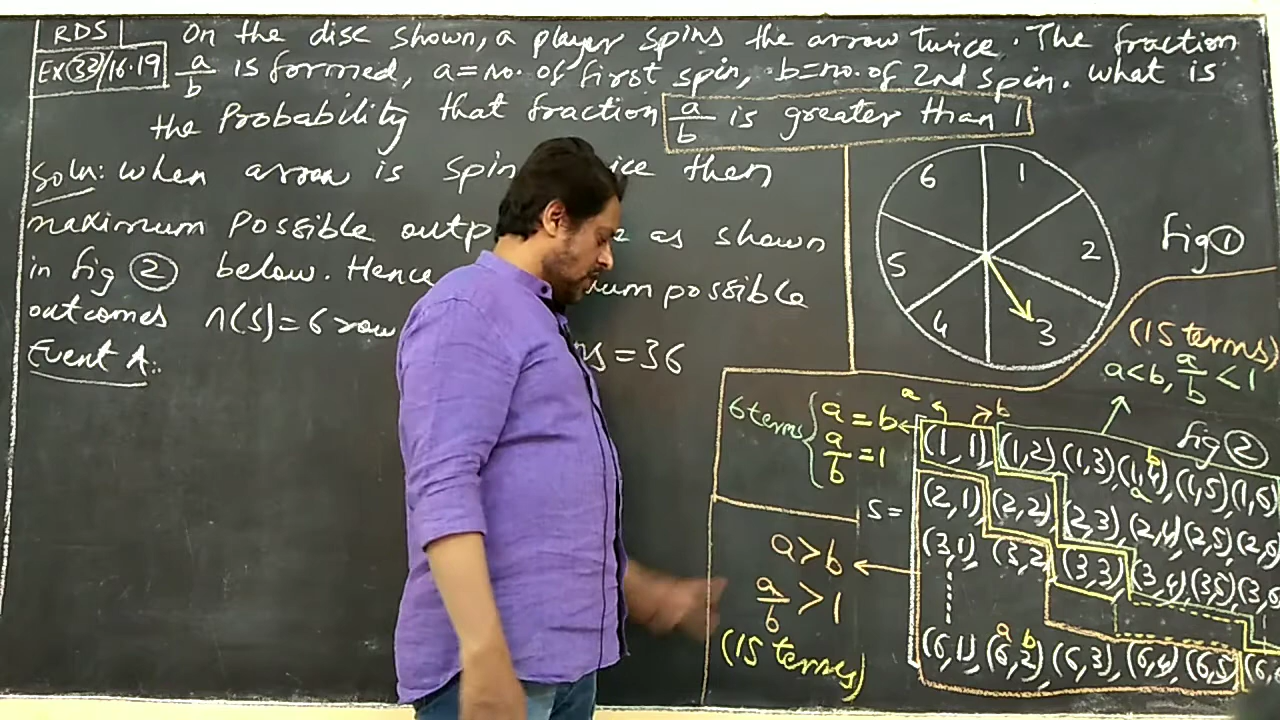 RDS
Ex(33)/16.19
On the disc shown, a player spins the arrow twice. The fraction
a/b is formed, a=no. of first spin, b=no. of 2nd spin. What is
the Probability that fraction a/b is greater than 1
Soln: when arrow is spin then
maximum possible as shown
in fig ② below. Hence possible
outcomes n(S)=6 row =36
Event A:
6
1
5
2
4
3
fig ①
(15 terms)
a<b, a/b <1
fig ②
6 terms { a = b
a/b =1
a b
S=
(1,1), (1,2), (1,3), (1,4), (1,5), (1,6)
b
a
(2,1), (2,2), (2,3), (2,4), (2,5), (2,6)
(3,1), (3,2), (3,3), (3,4), (3,5), (3,6)
a b
(6,1), (6,2), (6,3), (6,4), (6,5), (6,6)
a>b
a/b >1
(15 terms)